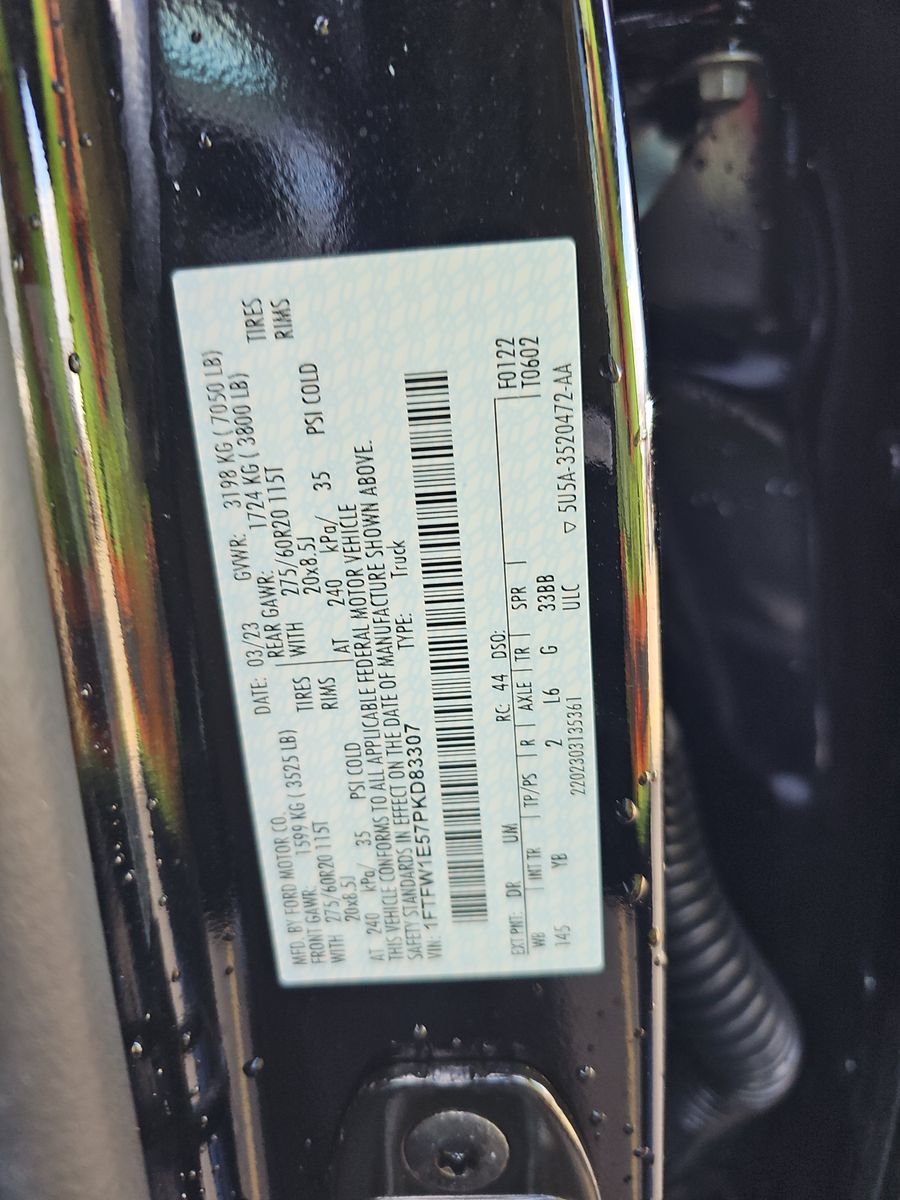 MFD. BY FORD MOTOR CO. DATE: 03/23 GVWR: 3198 KG ( 7050 LB)
FRONT GAWR: 1599 KG ( 3525 LB) REAR GAWR: 1724 KG ( 3800 LB)
WITH 275/60R20 115T TIRES WITH 275/60R20 115T TIRES
20x8.5J RIMS 20x8.5J RIMS
AT 240 kPa/ 35 PSI COLD AT 240 kPa/ 35 PSI COLD
THIS VEHICLE CONFORMS TO ALL APPLICABLE FEDERAL MOTOR VEHICLE
SAFETY STANDARDS IN EFFECT ON THE DATE OF MANUFACTURE SHOWN ABOVE.
VIN: 1FTFW1E57PKD83307 TYPE: Truck
EXT PNT: DR UM RC: 44 DSO: F0122
WB INT TR TP/PS R AXLE TR SPR T0602
145 YB 2 L6 G 33BB
2202303135361 ULC ▽ 5U5A-3520472-AA